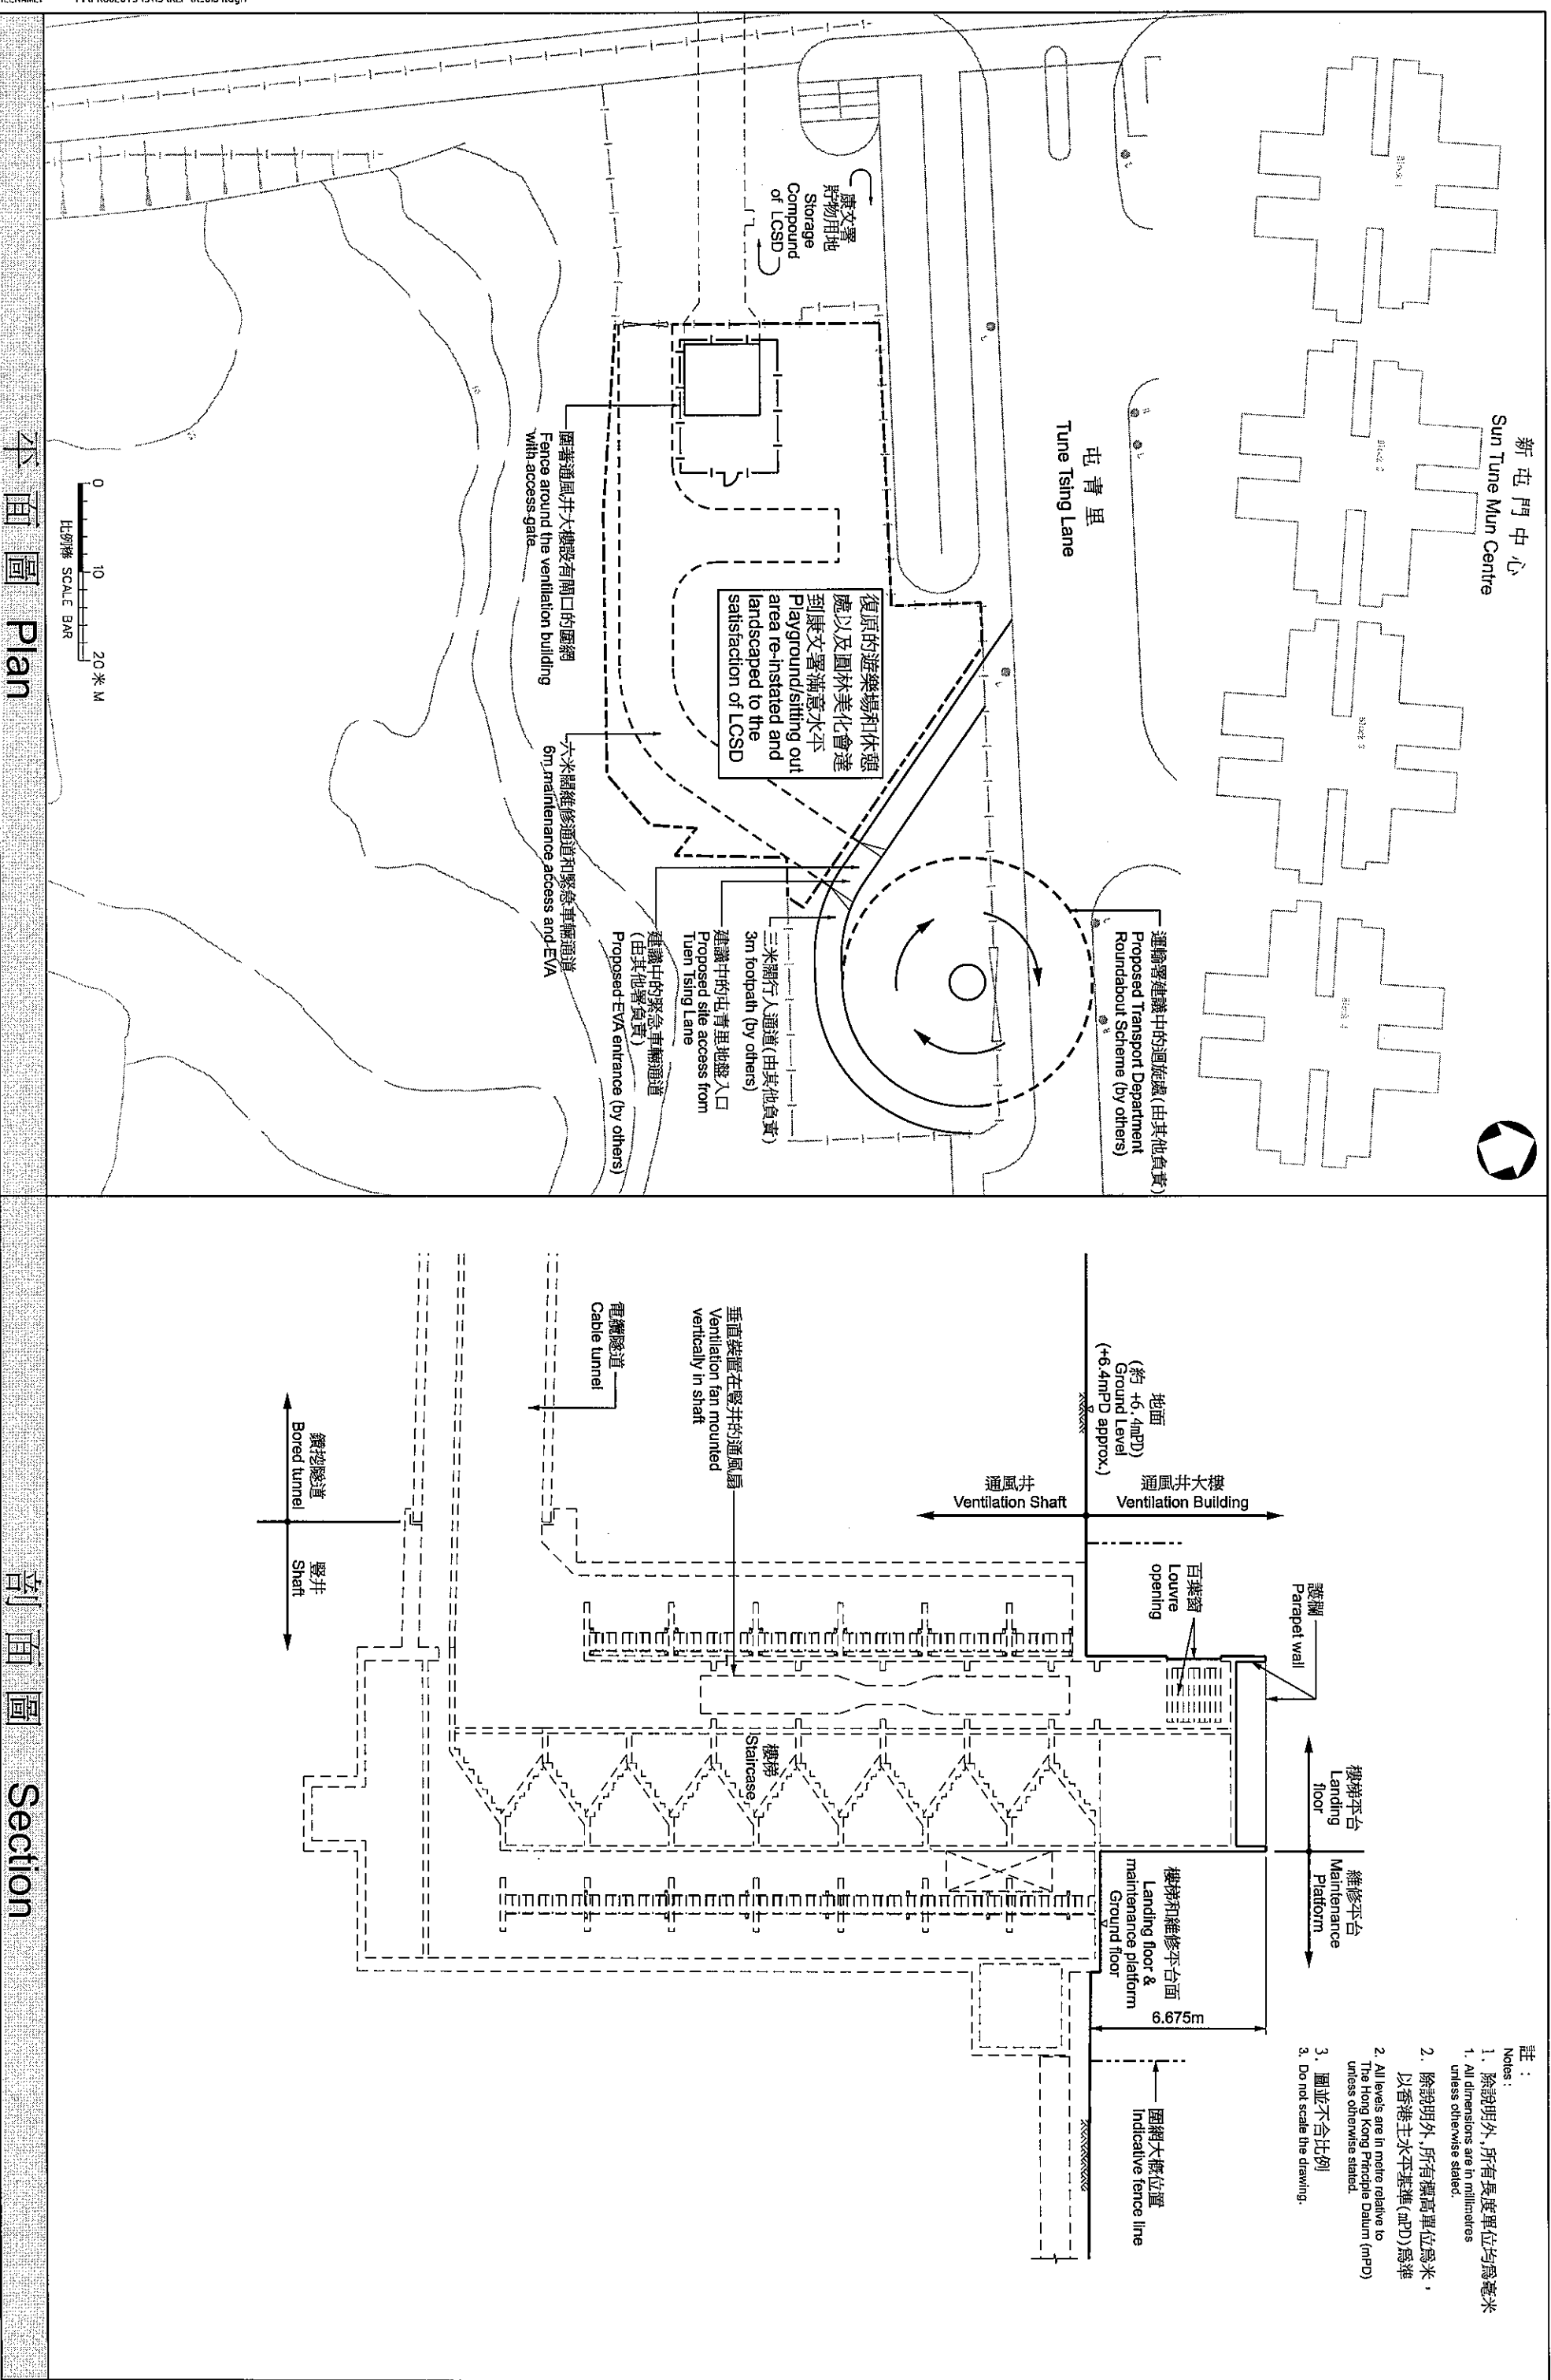 新屯門中心
Sun Tune Mun Centre
Block 1
Block 2
Block 3
Block 4
屯青里
Tune Tsing Lane
康文署
貯物用地
Storage
Compound
of LCSD
復原的遊樂場和休憩
處以及園林美化會達
到康文署滿意水平
Playground/sitting out
area re-instated and
landscaped to the
satisfaction of LCSD
運輸署建議中的迴旋處(由其他負責)
Proposed Transport Department
Roundabout Scheme (by others)
三米闊行人通道(由其他負責)
3m footpath (by others)
建議中的屯青里地盤入口
Proposed site access from
Tuen Tsing Lane
建議中的緊急車輛通道
(由其他署負責)
Proposed EVA entrance (by others)
圍著通風井大樓設有閘口的圍網
Fence around the ventilation building
with access gate
六米闊維修通道和緊急車輛通道
6m maintenance access and EVA
0 10 20米 M
比例條 SCALE BAR
平面圖 Plan
註：
Notes :
1. 除說明外,所有長度單位均為毫米
1. All dimensions are in millimetres
unless otherwise stated.
2. 除說明外,所有標高單位為米，
以香港主水平基準(mPD)為準
2. All levels are in metre relative to
The Hong Kong Principle Datum (mPD)
unless otherwise stated.
3. 圖並不合比例
3. Do not scale the drawing.
樓梯平台
Landing
floor
維修平台
Maintenance
Platform
護欄
Parapet wall
百葉窗
Louvre
opening
地面
(約 +6.4mPD)
Ground Level
(+6.4mPD approx.)
通風井大樓
Ventilation Building
通風井
Ventilation Shaft
樓梯和維修平台面
Landing floor &
maintenance platform
Ground floor
6.675m
圍網大概位置
Indicative fence line
垂直裝置在豎井的通風扇
Ventilation fan mounted
vertically in shaft
樓梯
Staircase
電纜隧道
Cable tunnel
鑽挖隧道
Bored tunnel
豎井
Shaft
剖面圖 Section